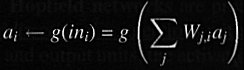 a_i ← g(in_i) = g ( ∑_j W_{j,i} a_j )